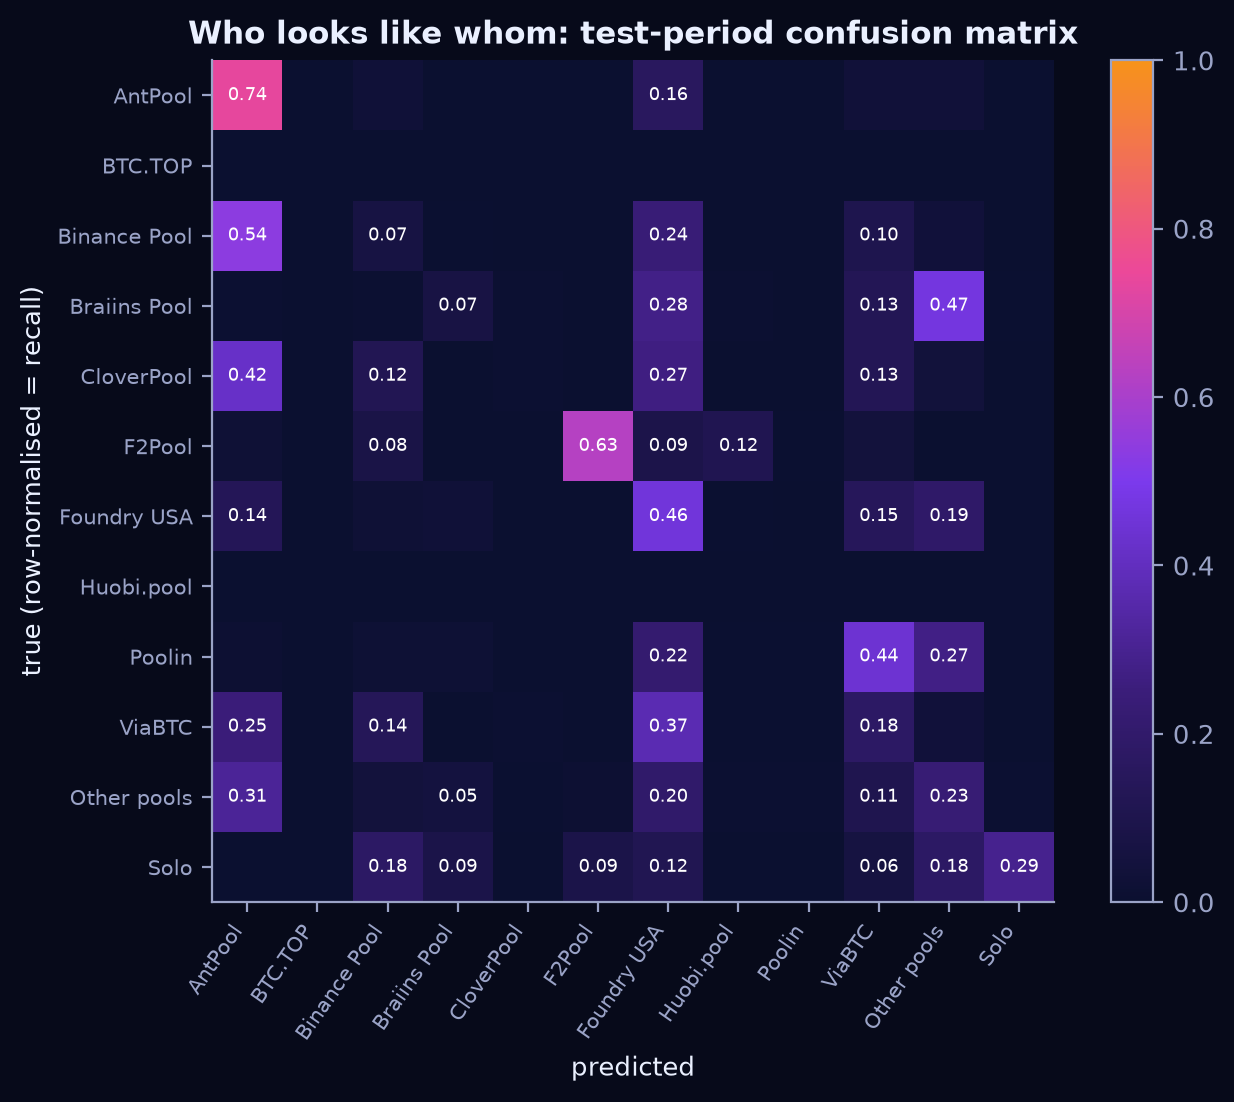 Who looks like whom: test-period confusion matrix
true (row-normalised = recall)
AntPool 0.74 0.16
BTC.TOP
Binance Pool 0.54 0.07 0.24 0.10
Braiins Pool 0.07 0.28 0.13 0.47
CloverPool 0.42 0.12 0.27 0.13
F2Pool 0.08 0.63 0.09 0.12
Foundry USA 0.14 0.46 0.15 0.19
Huobi.pool
Poolin 0.22 0.44 0.27
ViaBTC 0.25 0.14 0.37 0.18
Other pools 0.31 0.05 0.20 0.11 0.23
Solo 0.18 0.09 0.09 0.12 0.06 0.18 0.29
AntPool
BTC.TOP
Binance Pool
Braiins Pool
CloverPool
F2Pool
Foundry USA
Huobi.pool
Poolin
ViaBTC
Other pools
Solo
predicted
1.0
0.8
0.6
0.4
0.2
0.0